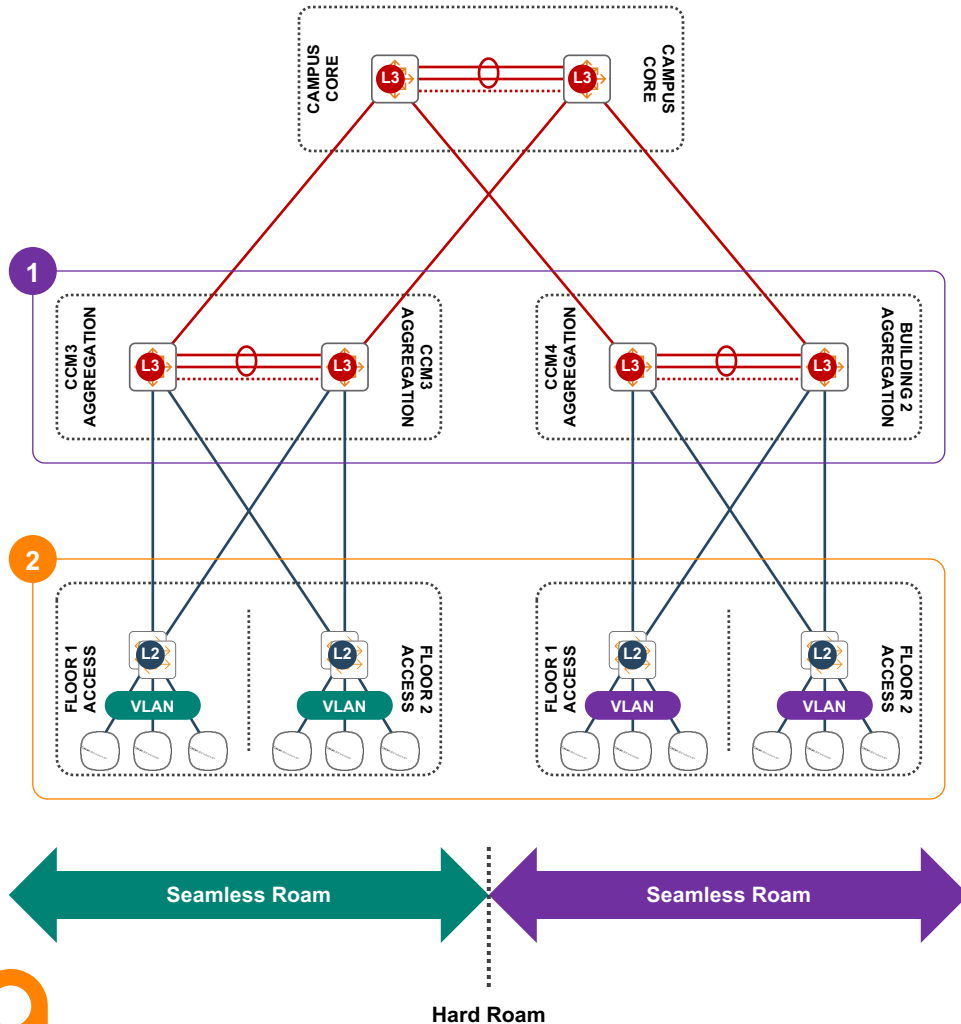 CAMPUS
CORE
L3
L3
CAMPUS
CORE
1
CCM3
AGGREGATION
L3
L3
CCM3
AGGREGATION
CCM4
AGGREGATION
L3
L3
BUILDING 2
AGGREGATION
2
FLOOR 1
ACCESS
L2
VLAN
L2
VLAN
FLOOR 2
ACCESS
FLOOR 1
ACCESS
L2
VLAN
L2
VLAN
FLOOR 2
ACCESS
Seamless Roam
Seamless Roam
Hard Roam